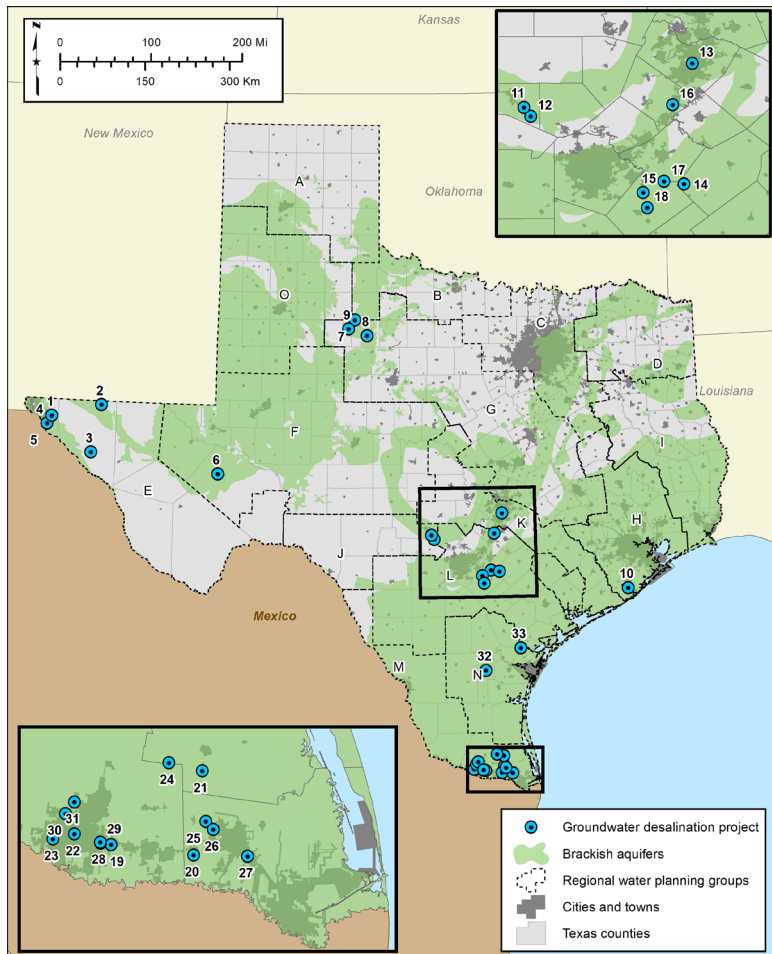 Kansas
N
0 100 200 Mi
0 150 300 Km
13
11
16
12
New Mexico
A
Oklahoma
17
15
14
18
O
B
9
8
7
C
D
2
1
4
Louisiana
G
5
F
I
3
6
E
K
H
J
L
10
Mexico
33
32
M
N
24
21
31
25
30
29
26
22
23
28
19
20
27
Groundwater desalination project
Brackish aquifers
Regional water planning groups
Cities and towns
Texas counties